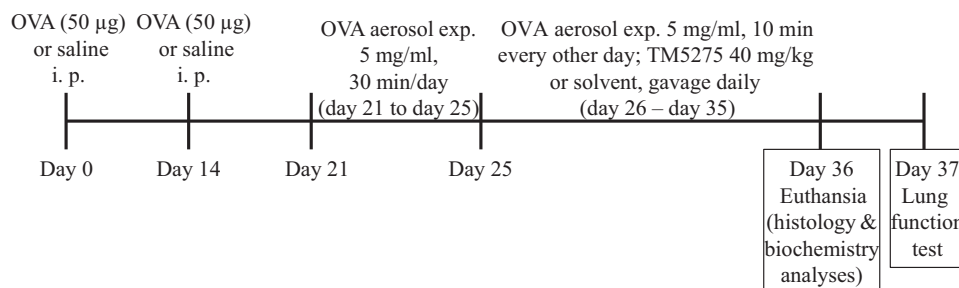 OVA (50 µg)
or saline
i. p.
OVA (50 µg)
or saline
i. p.
OVA aerosol exp.
5 mg/ml,
30 min/day
(day 21 to day 25)
OVA aerosol exp. 5 mg/ml, 10 min
every other day; TM5275 40 mg/kg
or solvent, gavage daily
(day 26 – day 35)
Day 0
Day 14
Day 21
Day 25
Day 36
Euthansia
(histology &
biochemistry
analyses)
Day 37
Lung
function
test